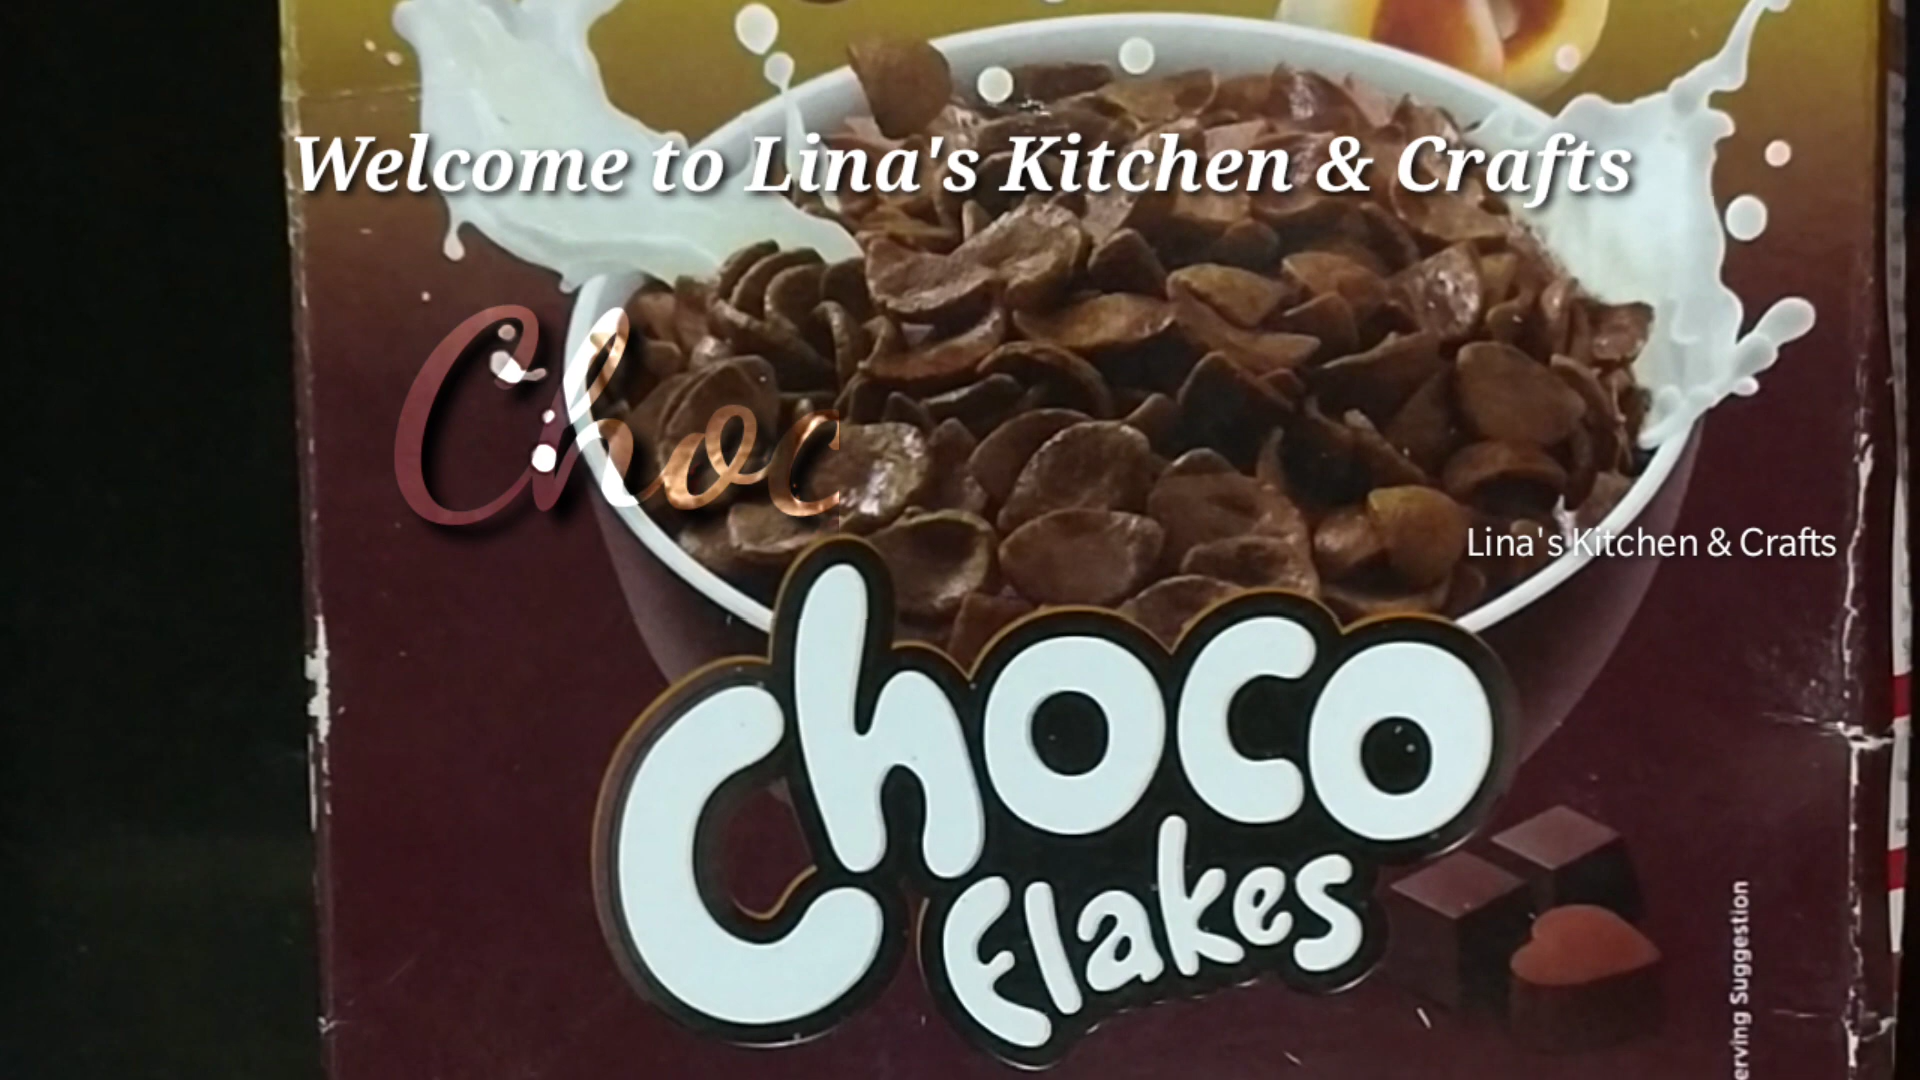 Welcome to Lina's Kitchen & Crafts
Choc
Lina's Kitchen & Crafts
Choco
Flakes
erving Suggestion